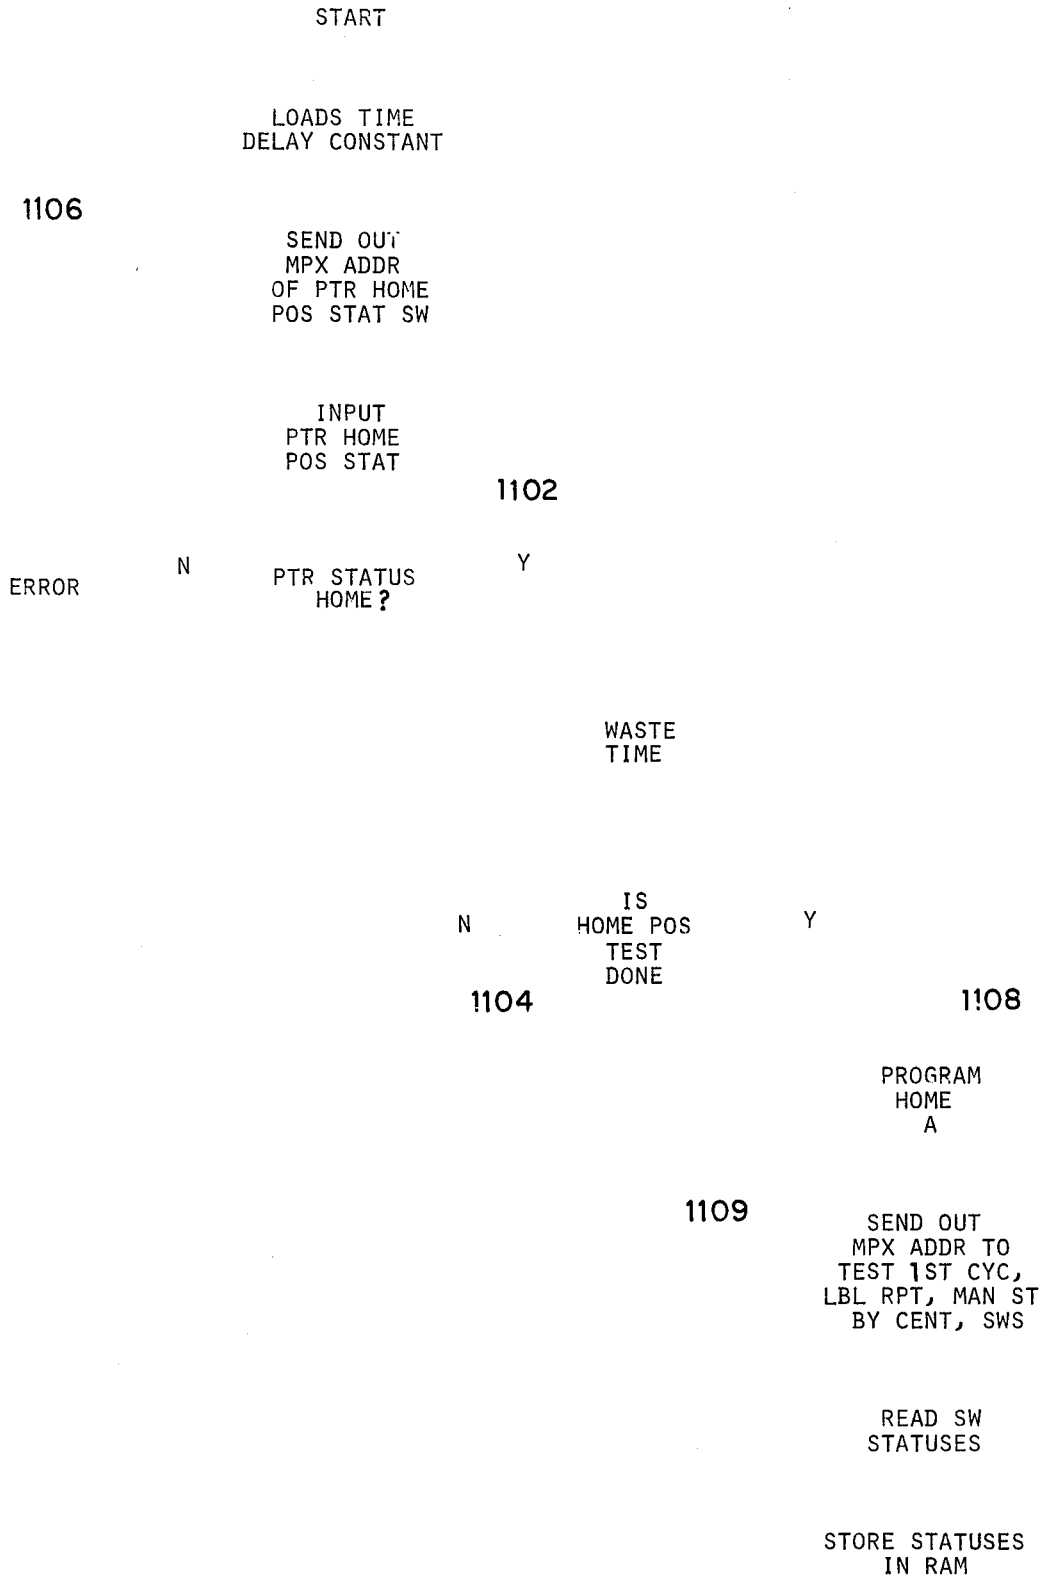 START
LOADS TIME
DELAY CONSTANT
1106
SEND OUT
MPX ADDR
OF PTR HOME
POS STAT SW
INPUT
PTR HOME
POS STAT
1102
N
Y
ERROR
PTR STATUS
HOME?
WASTE
TIME
N
IS
HOME POS
TEST
DONE
Y
1104
1108
PROGRAM
HOME
A
1109
SEND OUT
MPX ADDR TO
TEST 1ST CYC,
LBL RPT, MAN ST
BY CENT, SWS
READ SW
STATUSES
STORE STATUSES
IN RAM